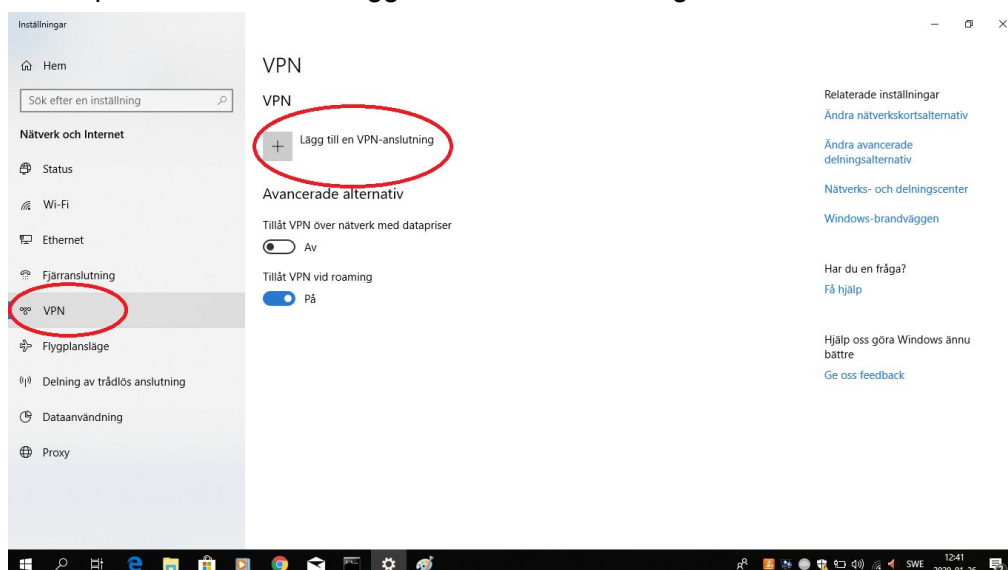 Inställningar
Hem
Sök efter en inställning
Nätverk och Internet
Status
Wi-Fi
Ethernet
Fjärranslutning
VPN
Flygplansläge
Delning av trådlös anslutning
Dataanvändning
Proxy
VPN
VPN
Lägg till en VPN-anslutning
Avancerade alternativ
Tillåt VPN över nätverk med datapriser
Av
Tillåt VPN vid roaming
På
Relaterade inställningar
Ändra nätverkskortsalternativ
Ändra avancerade
delningsalternativ
Nätverks- och delningscenter
Windows-brandväggen
Har du en fråga?
Få hjälp
Hjälp oss göra Windows ännu
bättre
Ge oss feedback
SWE
12:41